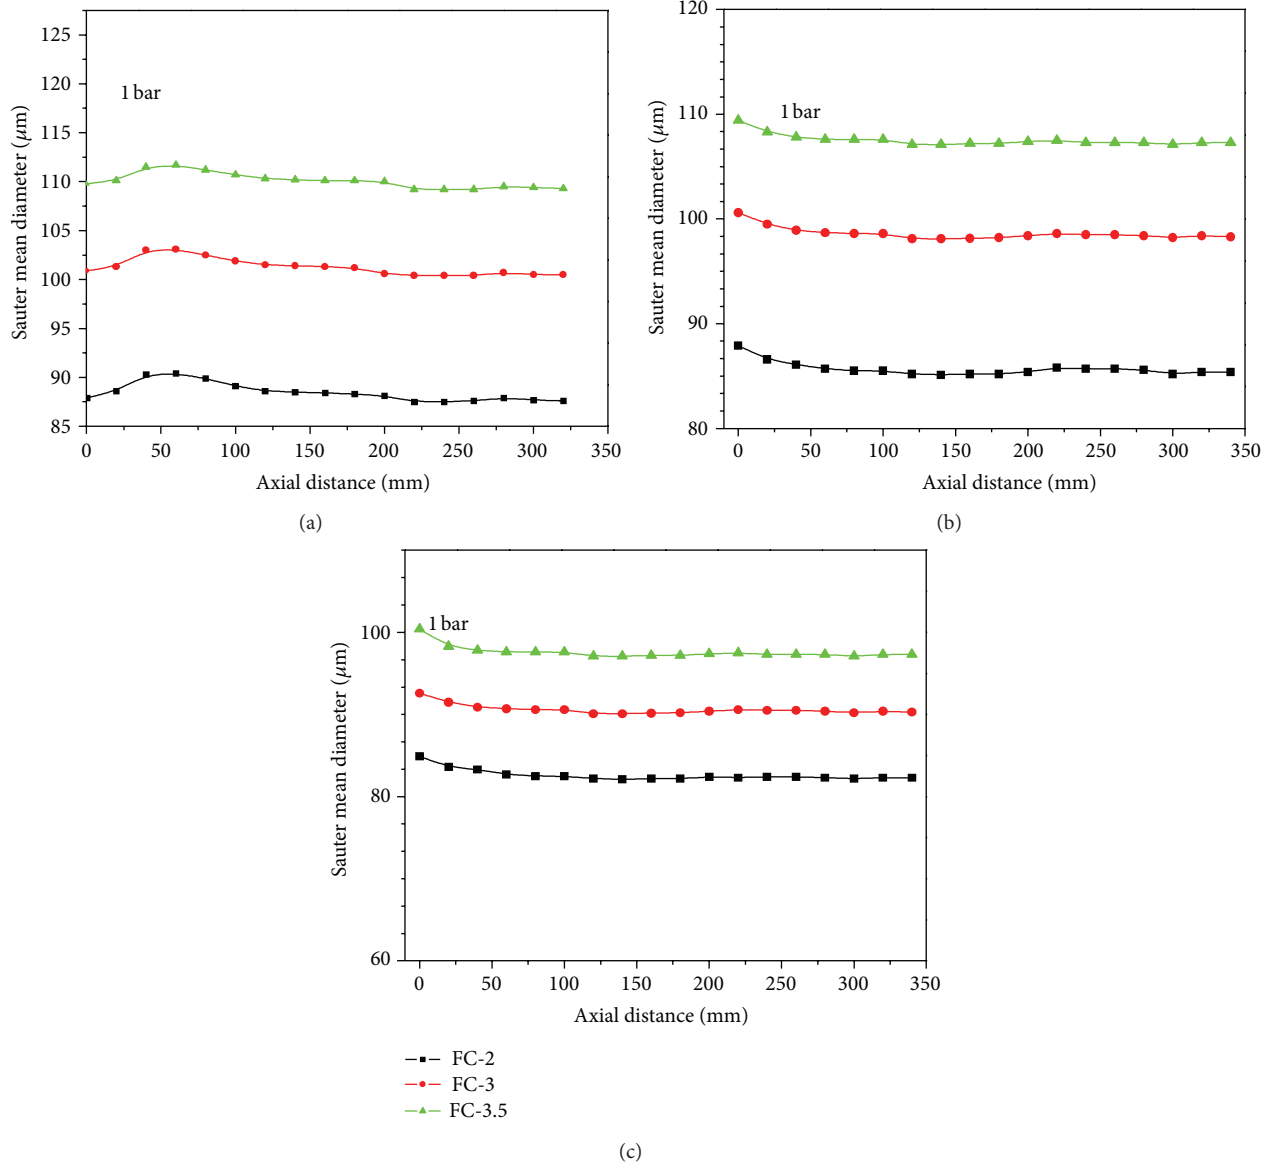 125
120
115
110
105
100
95
90
85
Sauter mean diameter (μm)
1 bar
0 50 100 150 200 250 300 350
Axial distance (mm)
(a)
120
110
100
90
80
Sauter mean diameter (μm)
1 bar
0 50 100 150 200 250 300 350
Axial distance (mm)
(b)
100
80
60
Sauter mean diameter (μm)
1 bar
0 50 100 150 200 250 300 350
Axial distance (mm)
FC-2
FC-3
FC-3.5
(c)